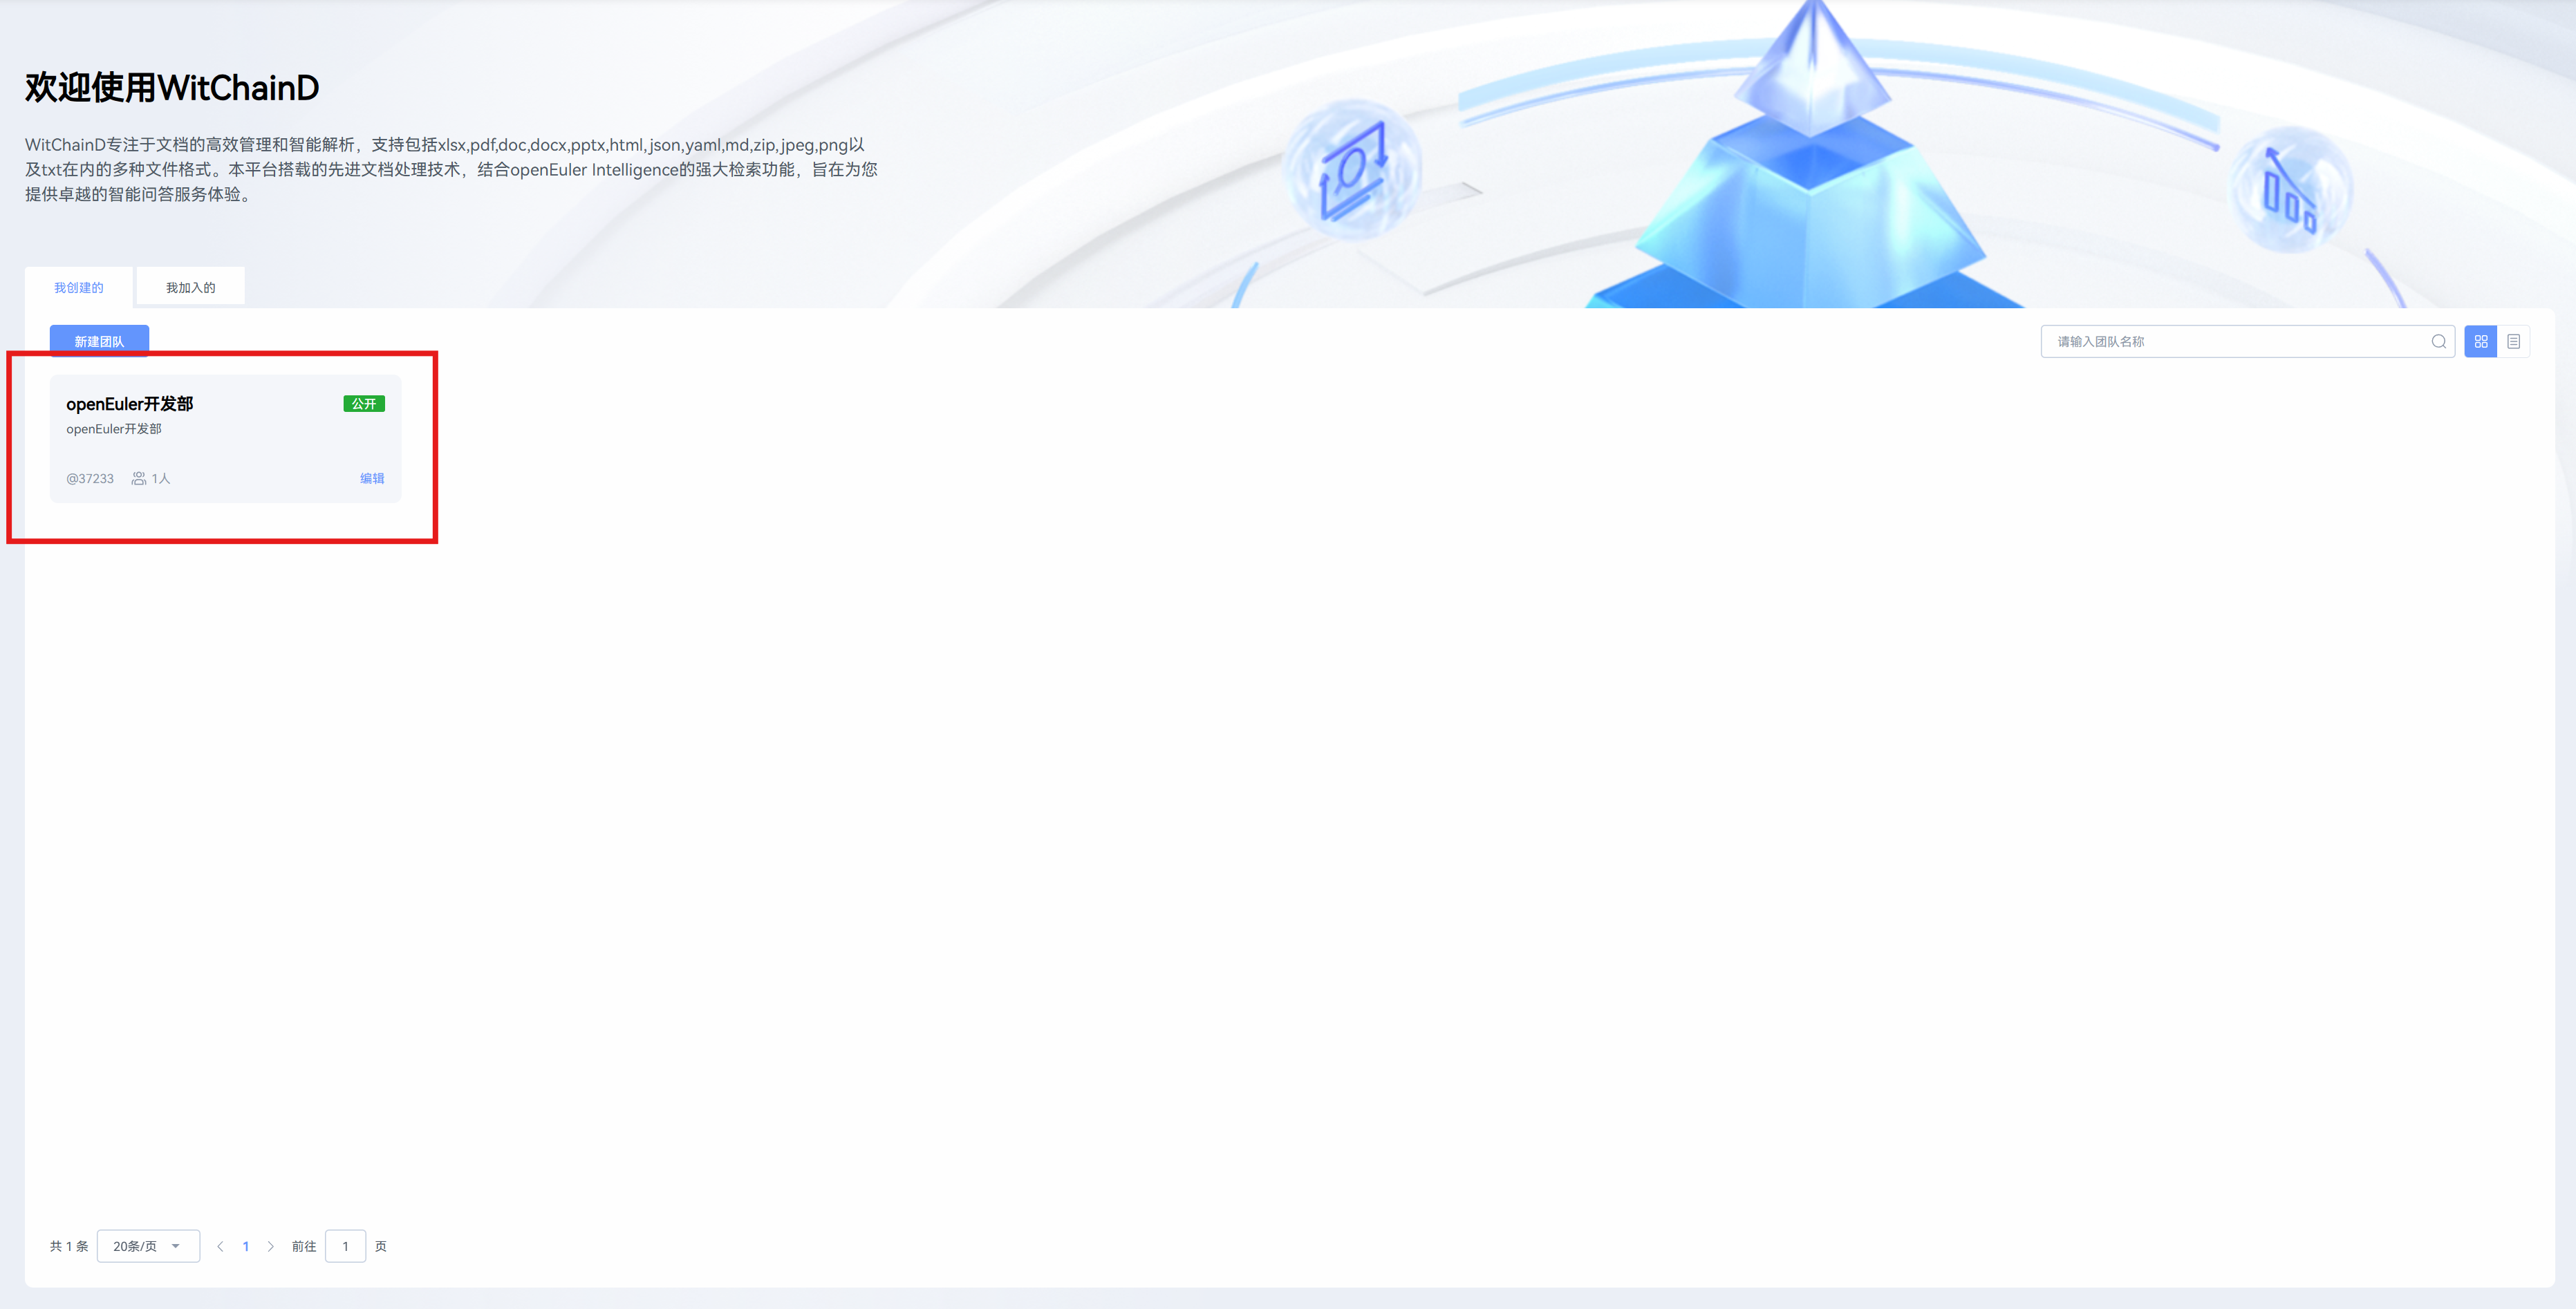 欢迎使用WitChainD
WitChainD专注于文档的高效管理和智能解析，支持包括xlsx,pdf,doc,docx,pptx,html,json,yaml,md,zip,jpeg,png以
及txt在内的多种文件格式。本平台搭载的先进文档处理技术，结合openEuler Intelligence的强大检索功能，旨在为您
提供卓越的智能问答服务体验。
我创建的 我加入的
新建团队 请输入团队名称
openEuler开发部 公开
openEuler开发部
@37233 1人 编辑
共 1 条 20条/页 1 前往 1 页